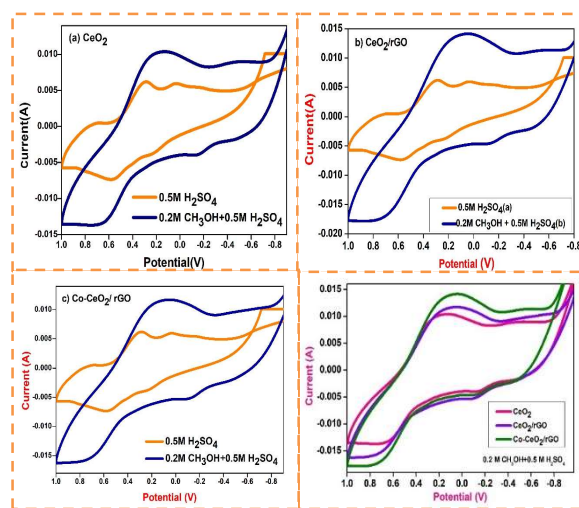 (a) CeO₂
0.010
0.005
0.000
-0.005
-0.010
Current(A)
0.5M H₂SO₄
0.2M CH₃OH+0.5M H₂SO₄
1.0 0.8 0.6 0.4 0.2 0.0 -0.2 -0.4 -0.6 -0.8
Potential(V)
b) CeO₂/rGO
0.015
0.010
0.005
0.000
-0.005
-0.010
-0.015
-0.020
Current(A)
0.5M H₂SO₄(a)
0.2M CH₃OH + 0.5M H₂SO₄(b)
1.0 0.8 0.6 0.4 0.2 0.0 -0.2 -0.4 -0.6 -0.8
Potential (V)
c) Co-CeO₂/ rGO
0.010
0.005
0.000
-0.005
-0.010
-0.015
Current (A)
0.5M H₂SO₄
0.2M CH₃OH+0.5M H₂SO₄
1.0 0.8 0.6 0.4 0.2 0.0 -0.2 -0.4 -0.6 -0.8
Potential (V)
0.015
0.010
0.005
0.000
-0.005
-0.010
-0.015
Current (A)
CeO₂
CeO₂/rGO
Co-CeO₂/rGO
0.2 M CH₃OH+0.5 M H₂SO₄
1.0 0.8 0.6 0.4 0.2 0.0 -0.2 -0.4 -0.6 -0.8
Potential (V)